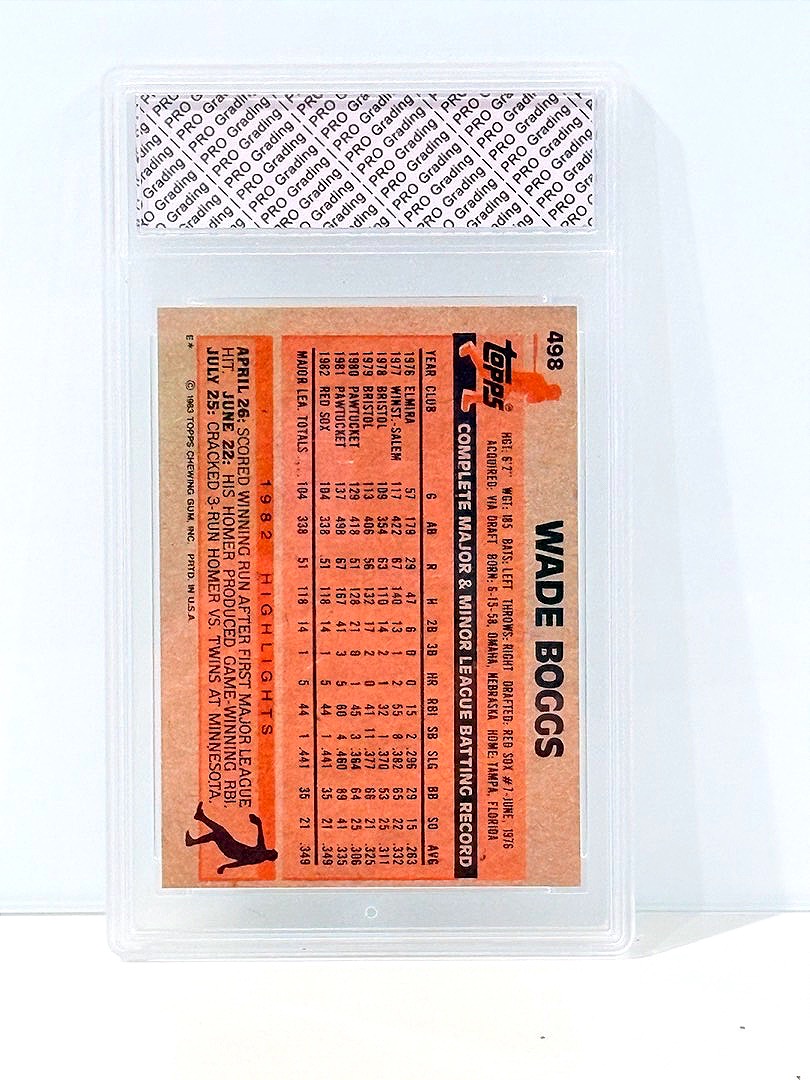 PRO Grading
498
WADE BOGGS
topps®
HGT: 6'2" WGT: 185 BATS: LEFT THROWS: RIGHT DRAFTED: RED SOX #7-JUNE, 1976
ACQUIRED: VIA DRAFT BORN: 6-15-58, OMAHA, NEBRASKA HOME: TAMPA, FLORIDA
COMPLETE MAJOR & MINOR LEAGUE BATTING RECORD
YEAR CLUB G AB R H 2B 3B HR RBI SB SLG BB SO AVG
1976 ELMIRA 57 179 29 47 6 0 0 15 2 .296 29 15 .263
1977 WINST.-SALEM 117 422 67 140 13 1 2 55 8 .382 65 22 .332
1978 BRISTOL 109 354 63 110 14 2 1 32 1 .370 53 25 .311
1979 BRISTOL 113 406 56 132 17 2 0 41 11 .377 66 21 .325
1980 PAWTUCKET 129 418 51 128 21 8 1 45 3 .364 64 25 .306
1981 PAWTUCKET 137 498 67 167 41 3 5 60 4 .460 89 41 .335
1982 RED SOX 104 338 51 118 14 1 5 44 1 .441 35 21 .349
MAJOR LEA. TOTALS 104 338 51 118 14 1 5 44 1 .441 35 21 .349
1982 HIGHLIGHTS
APRIL 26: SCORED WINNING RUN AFTER FIRST MAJOR LEAGUE
HIT. JUNE 22: HIS HOMER PRODUCED GAME-WINNING RBI.
JULY 25: CRACKED 3-RUN HOMER VS. TWINS AT MINNESOTA.
E* © 1983 TOPPS CHEWING GUM, INC. PRTD. IN U.S.A.